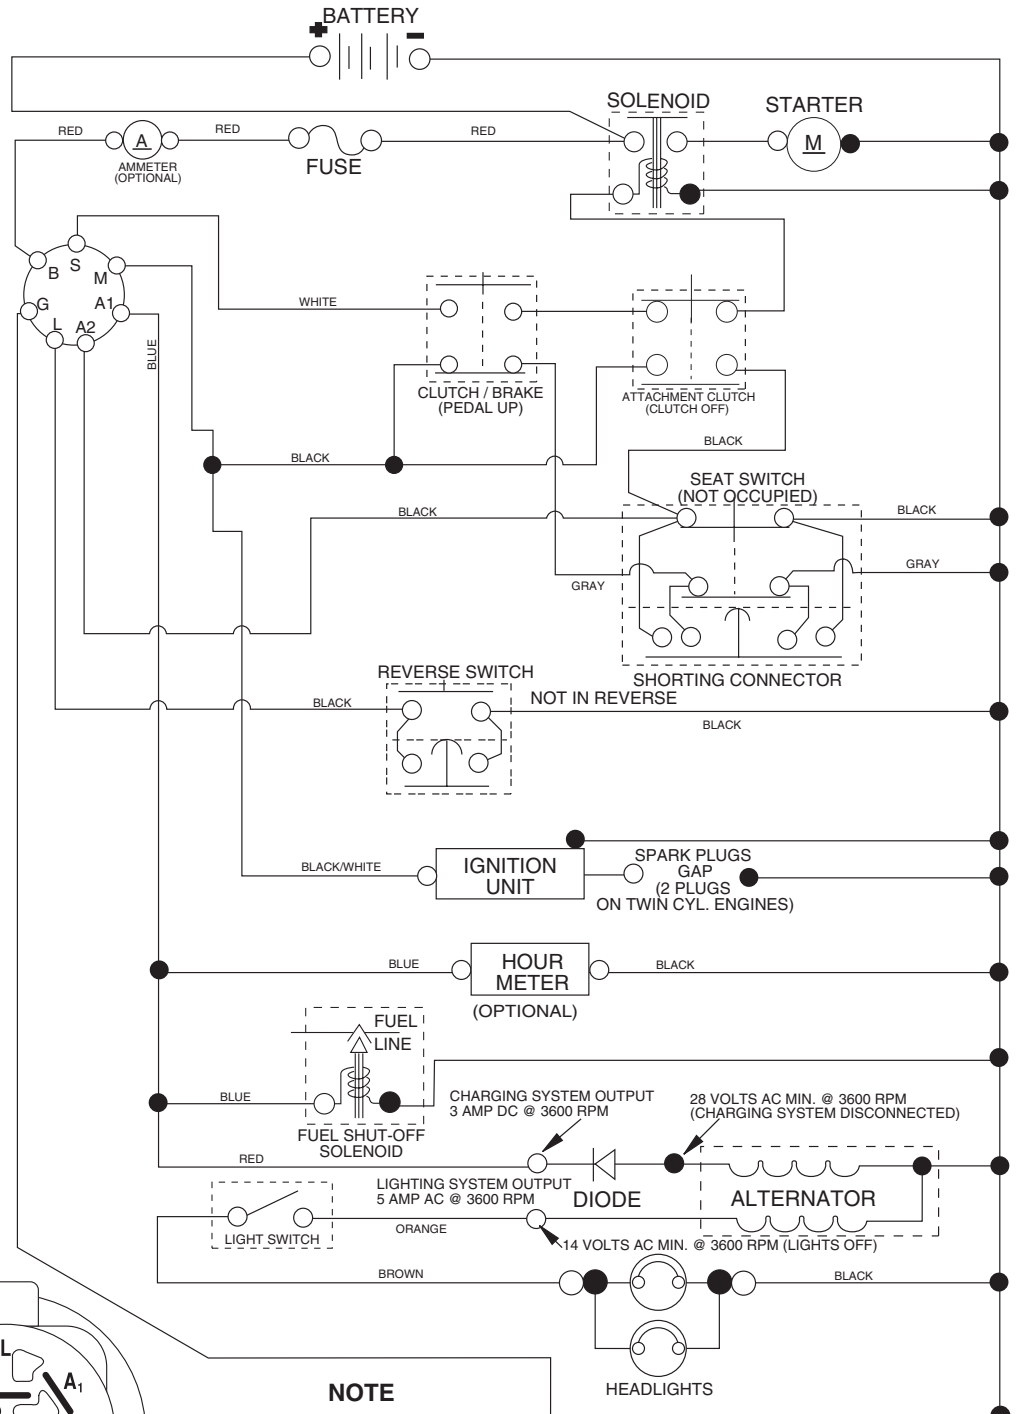 BATTERY
+ -
SOLENOID
STARTER
RED
RED
RED
A
M
AMMETER
(OPTIONAL)
FUSE
B
S
M
G
A1
L
A2
WHITE
BLUE
CLUTCH / BRAKE
(PEDAL UP)
ATTACHMENT CLUTCH
(CLUTCH OFF)
BLACK
BLACK
SEAT SWITCH
(NOT OCCUPIED)
BLACK
BLACK
GRAY
GRAY
REVERSE SWITCH
SHORTING CONNECTOR
NOT IN REVERSE
BLACK
BLACK
BLACK/WHITE
IGNITION
UNIT
SPARK PLUGS
GAP
(2 PLUGS
ON TWIN CYL. ENGINES)
BLUE
HOUR
METER
BLACK
(OPTIONAL)
FUEL
LINE
BLUE
FUEL SHUT-OFF
SOLENOID
CHARGING SYSTEM OUTPUT
3 AMP DC @ 3600 RPM
28 VOLTS AC MIN. @ 3600 RPM
(CHARGING SYSTEM DISCONNECTED)
RED
LIGHTING SYSTEM OUTPUT
5 AMP AC @ 3600 RPM
DIODE
ALTERNATOR
LIGHT SWITCH
ORANGE
14 VOLTS AC MIN. @ 3600 RPM (LIGHTS OFF)
BROWN
BLACK
HEADLIGHTS
L
A1
NOTE